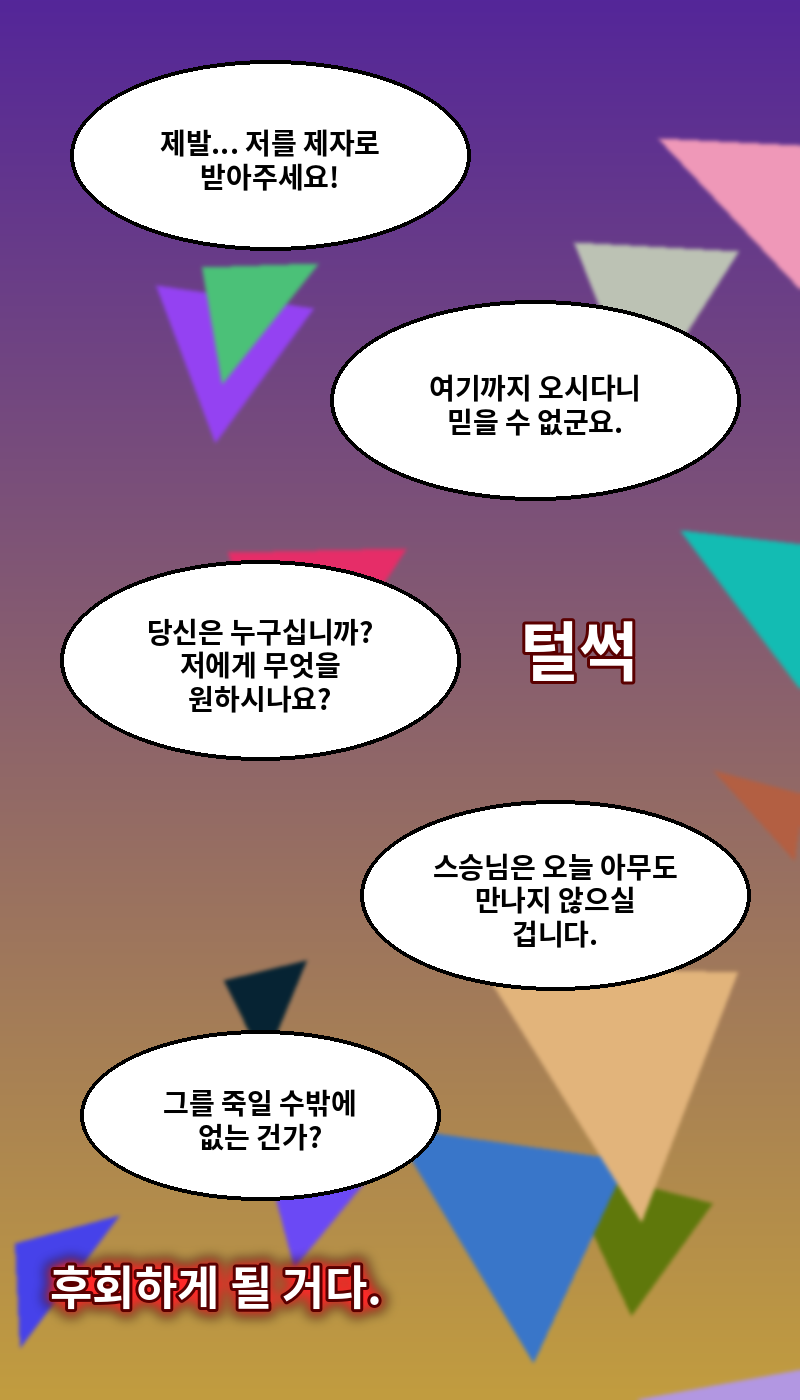 제발... 저를 제자로
받아주세요!
여기까지 오시다니
믿을 수 없군요.
당신은 누구십니까?
저에게 무엇을
원하시나요?
털썩
스승님은 오늘 아무도
만나지 않으실
겁니다.
그를 죽일 수밖에
없는 건가?
후회하게 될 거다.